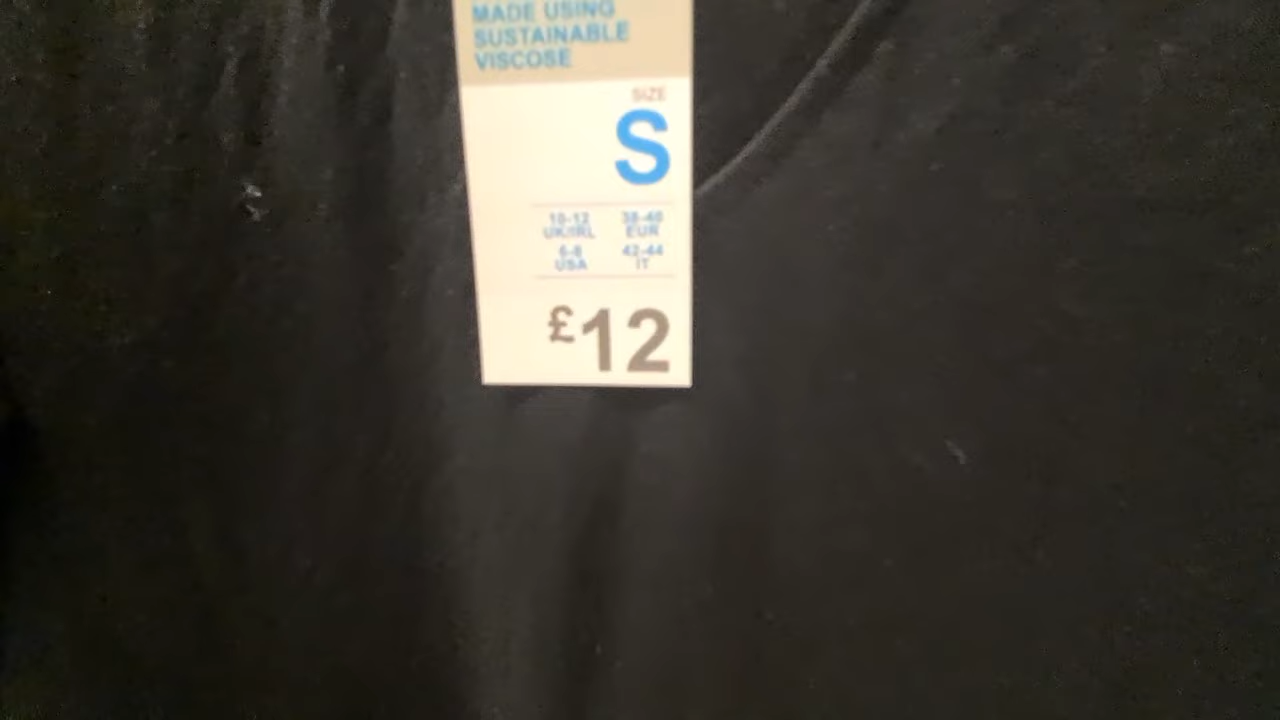 MADE USING
SUSTAINABLE
VISCOSE
SIZE
S
10-12 38-40
UK/IRL EUR
6-8 42-44
USA IT
£12